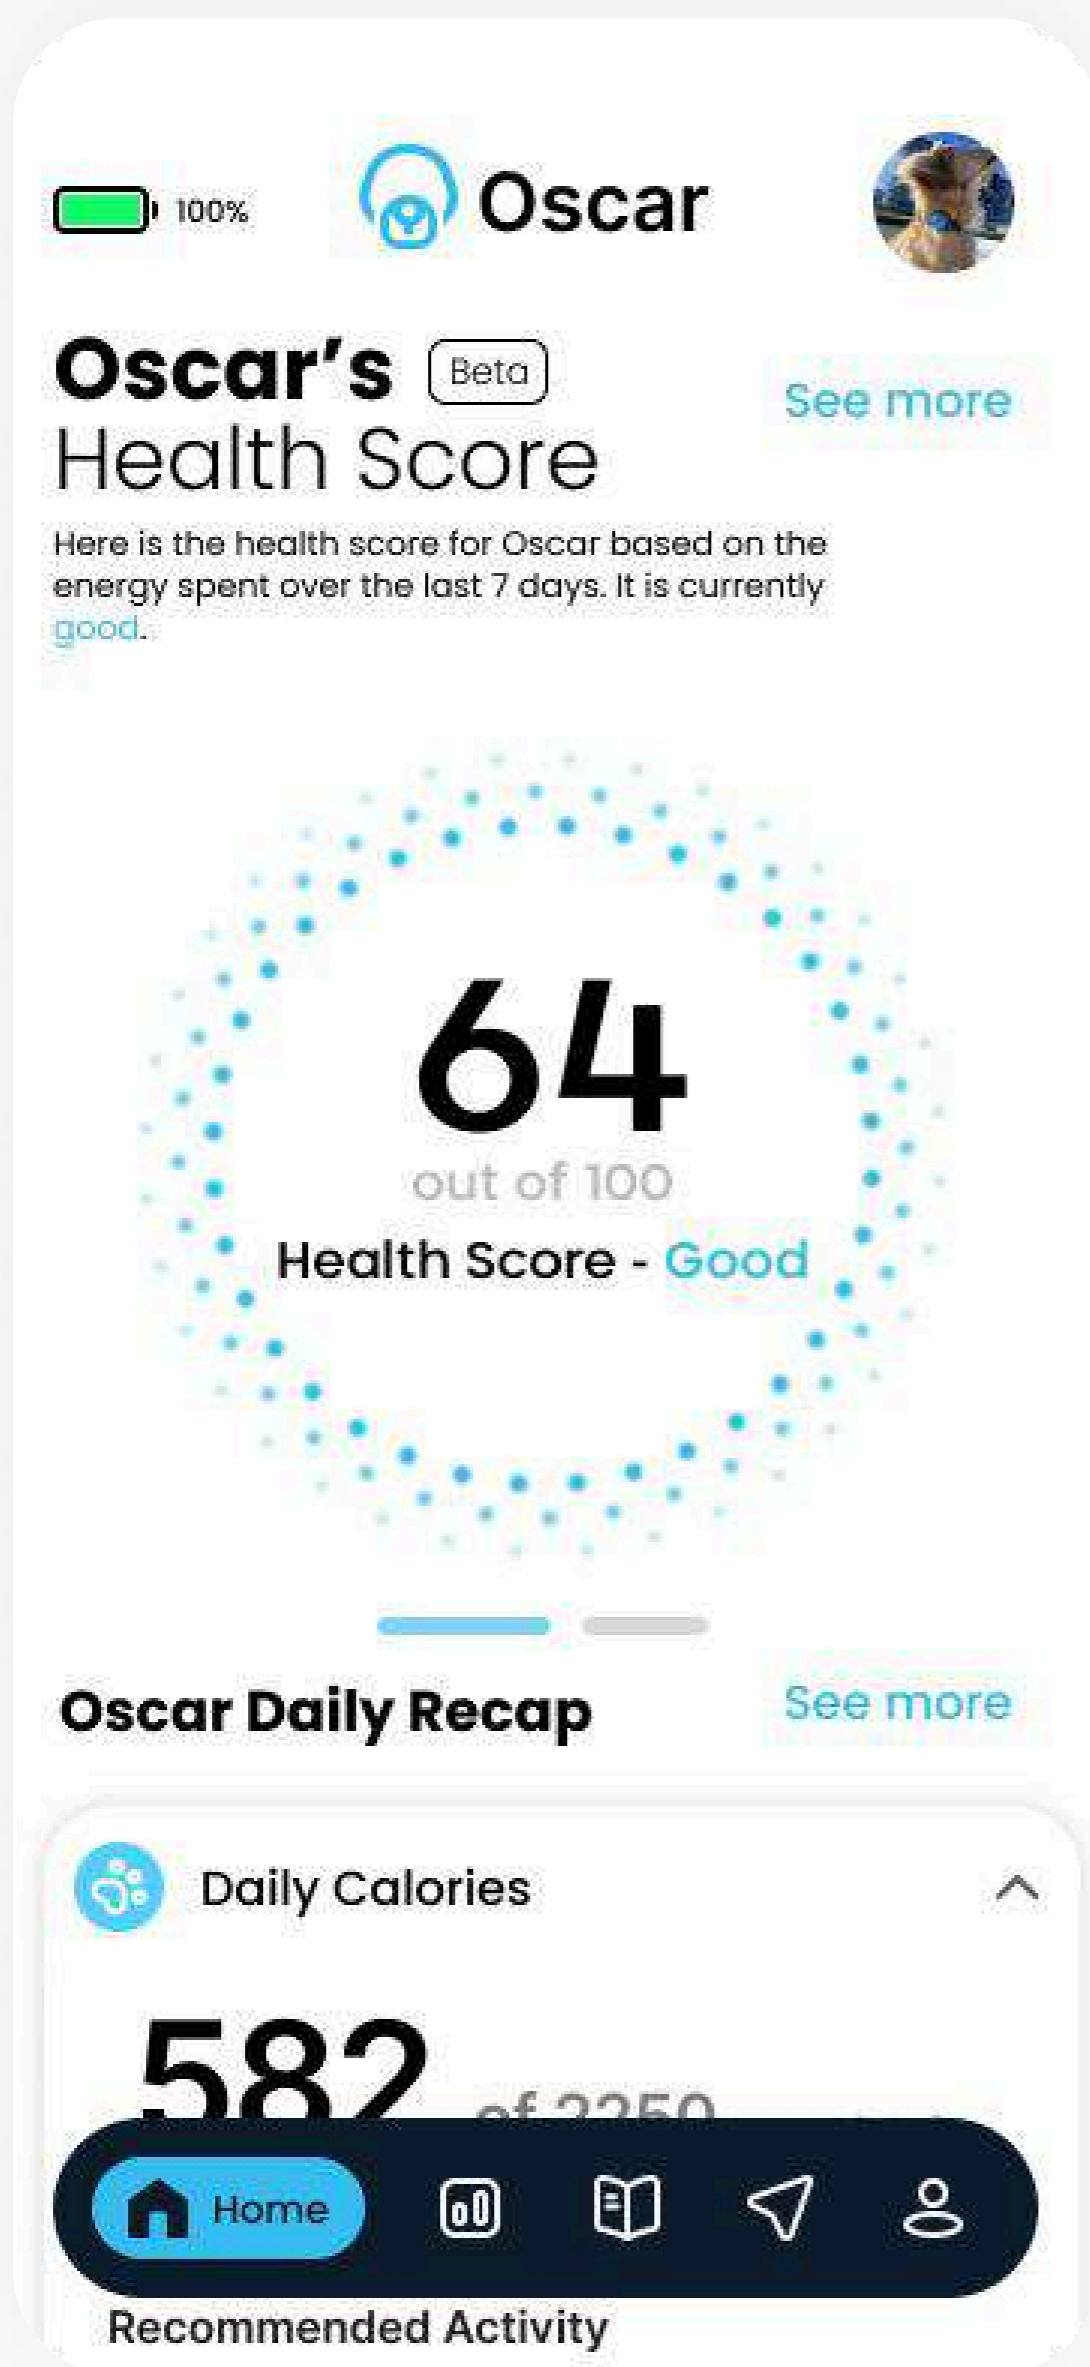 100%
Oscar
Oscar's Beta
See more
Health Score
Here is the health score for Oscar based on the
energy spent over the last 7 days. It is currently
good.
64
out of 100
Health Score - Good
Oscar Daily Recap
See more
Daily Calories
582 of 2250
Home
Recommended Activity